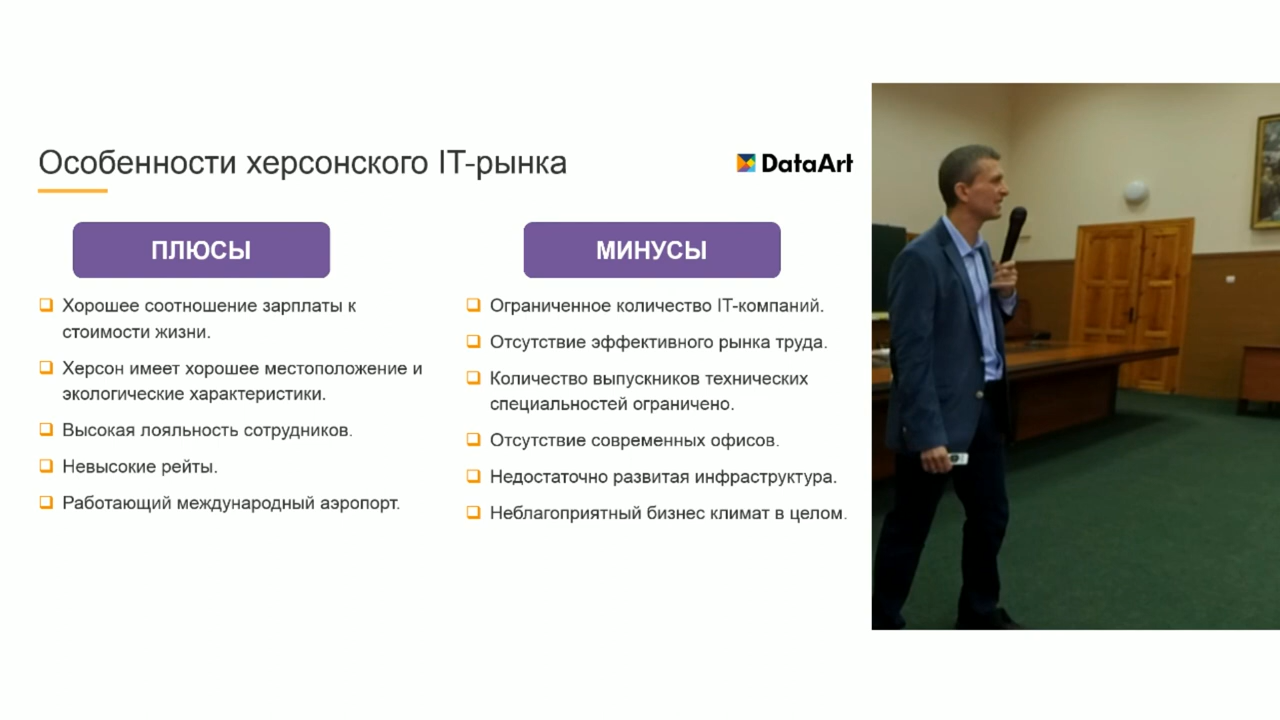 Особенности херсонского IT-рынка
DataArt
ПЛЮСЫ
Хорошее соотношение зарплаты к
стоимости жизни.
Херсон имеет хорошее местоположение и
экологические характеристики.
Высокая лояльность сотрудников.
Невысокие рейты.
Работающий международный аэропорт.
МИНУСЫ
Ограниченное количество IT-компаний.
Отсутствие эффективного рынка труда.
Количество выпускников технических
специальностей ограничено.
Отсутствие современных офисов.
Недостаточно развитая инфраструктура.
Неблагоприятный бизнес климат в целом.